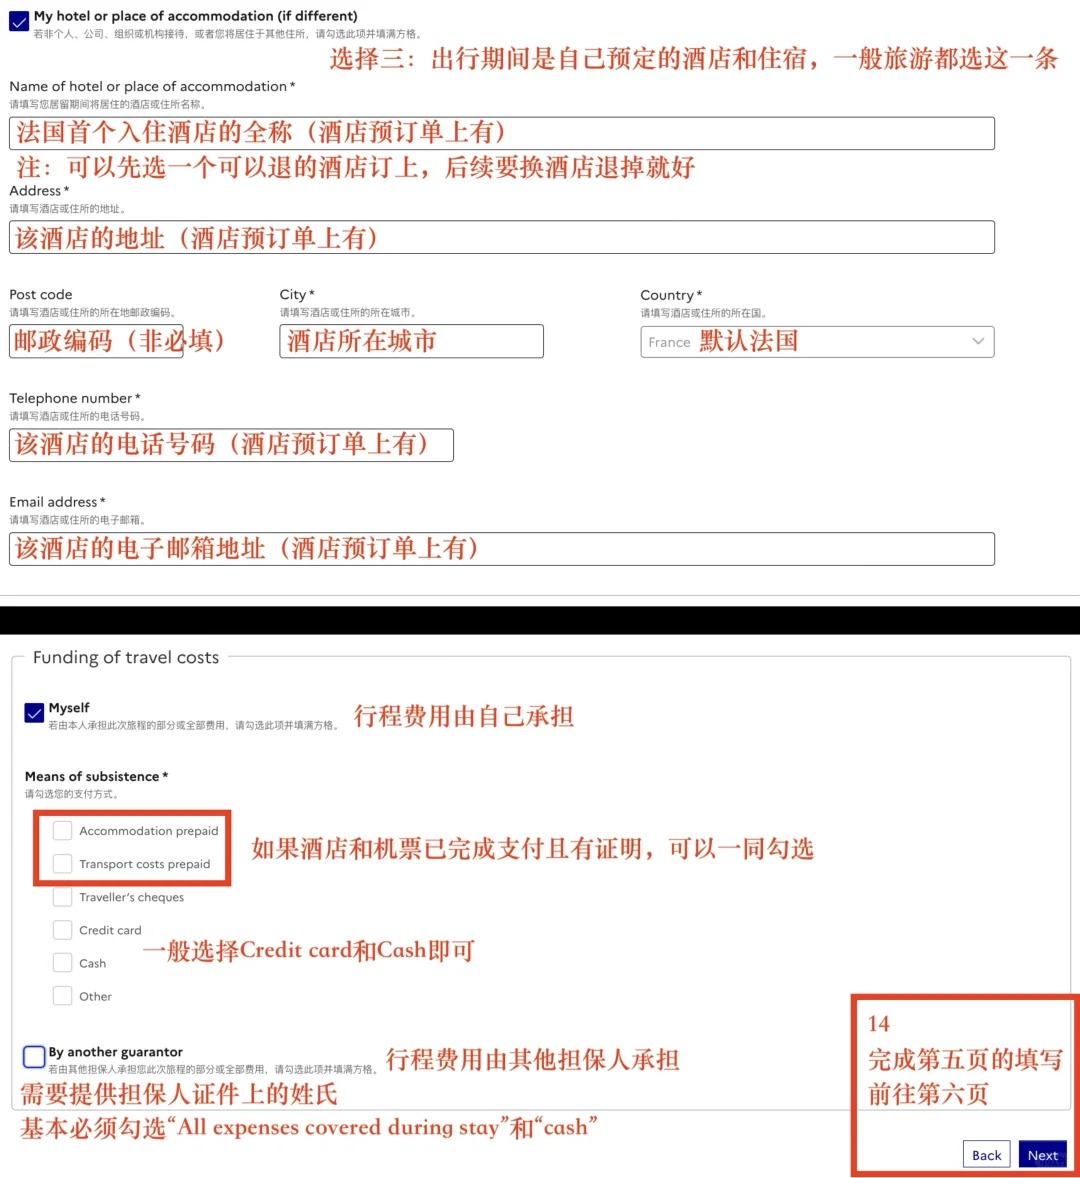 My hotel or place of accommodation (if different)
若非个人、公司、组织或机构接待，或者您将居住于其他住所，请勾选此项并填满方格。
选择三：出行期间是自己预定的酒店和住宿，一般旅游都选这一条
Name of hotel or place of accommodation *
请填写您居留期间将居住的酒店或住所名称。
法国首个入住酒店的全称（酒店预订单上有）
注：可以先选一个可以退的酒店订上，后续要换酒店退掉就好
Address *
请填写酒店或住所的地址。
该酒店的地址（酒店预订单上有）
Post code
请填写酒店或住所的所在地邮政编码。
邮政编码（非必填）
City *
请填写酒店或住所的所在城市。
酒店所在城市
Country *
请填写酒店或住所的所在国。
France 默认法国
Telephone number *
请填写酒店或住所的电话号码。
该酒店的电话号码（酒店预订单上有）
Email address *
请填写酒店或住所的电子邮箱。
该酒店的电子邮箱地址（酒店预订单上有）
Funding of travel costs
Myself
若由本人承担此次旅程的部分或全部费用，请勾选此项并填满方格。
行程费用由自己承担
Means of subsistence *
请勾选您的支付方式。
Accommodation prepaid
Transport costs prepaid
如果酒店和机票已完成支付且有证明，可以一同勾选
Traveller's cheques
Credit card
一般选择Credit card和Cash即可
Cash
Other
By another guarantor
若由其他担保人承担您此次旅程的部分或全部费用，请勾选此项并填满方格。
行程费用由其他担保人承担
需要提供担保人证件上的姓氏
基本必须勾选“All expenses covered during stay”和“cash”
14
完成第五页的填写
前往第六页
Back
Next